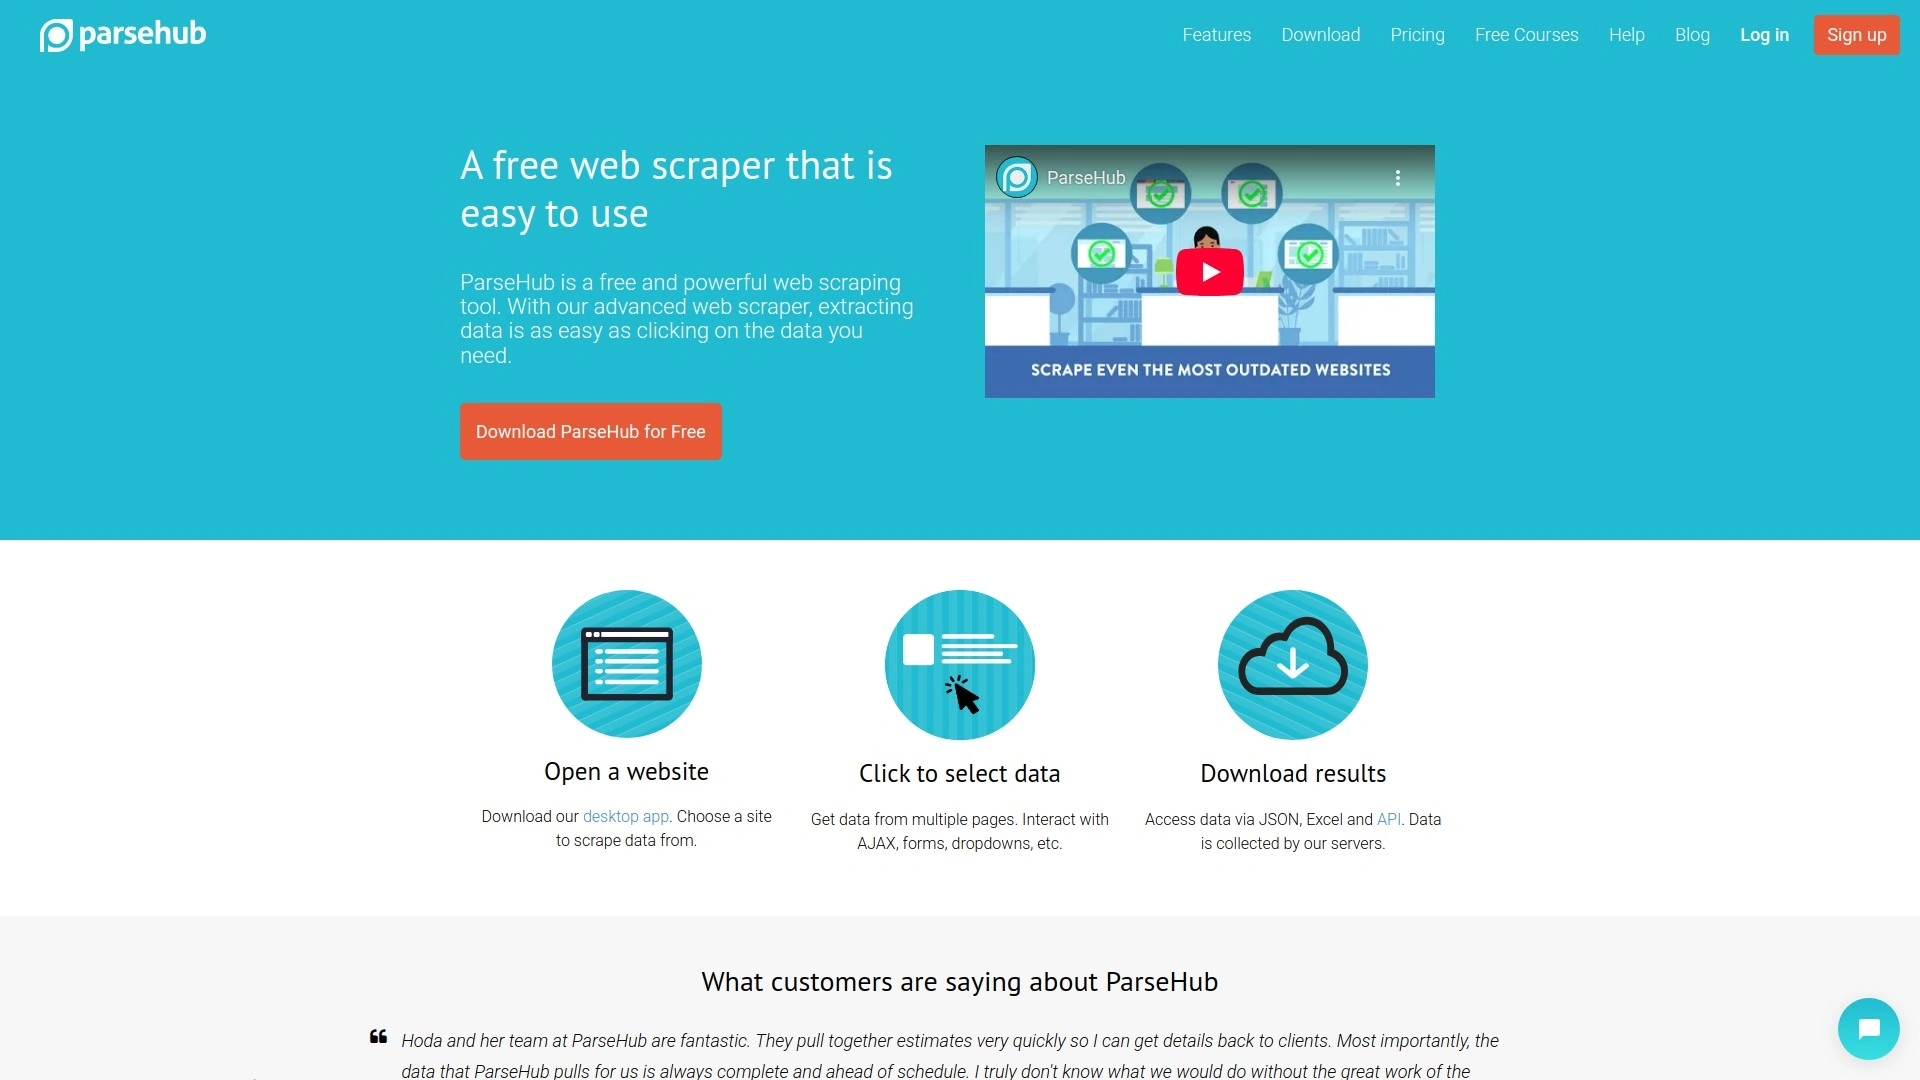 parsehub
Features
Download
Pricing
Free Courses
Help
Blog
Log in
Sign up
A free web scraper that is
easy to use
ParseHub is a free and powerful web scraping
tool. With our advanced web scraper, extracting
data is as easy as clicking on the data you
need.
Download ParseHub for Free
ParseHub
SCRAPE EVEN THE MOST OUTDATED WEBSITES
Open a website
Download our desktop app. Choose a site
to scrape data from.
Click to select data
Get data from multiple pages. Interact with
AJAX, forms, dropdowns, etc.
Download results
Access data via JSON, Excel and API. Data
is collected by our servers.
What customers are saying about ParseHub
Hoda and her team at ParseHub are fantastic. They pull together estimates very quickly so I can get details back to clients. Most importantly, the
data that ParseHub pulls for us is always complete and ahead of schedule. I truly don't know what we would do without the great work of the